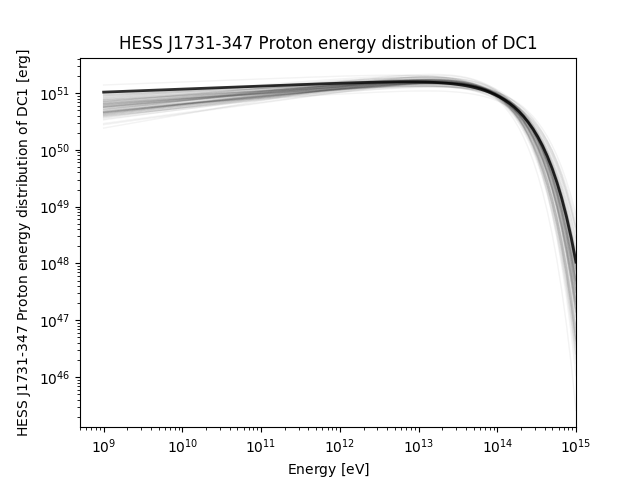 HESS J1731-347 Proton energy distribution of DC1
HESS J1731-347 Proton energy distribution of DC1 [erg]
10^51
10^50
10^49
10^48
10^47
10^46
10^9 10^10 10^11 10^12 10^13 10^14 10^15
Energy [eV]